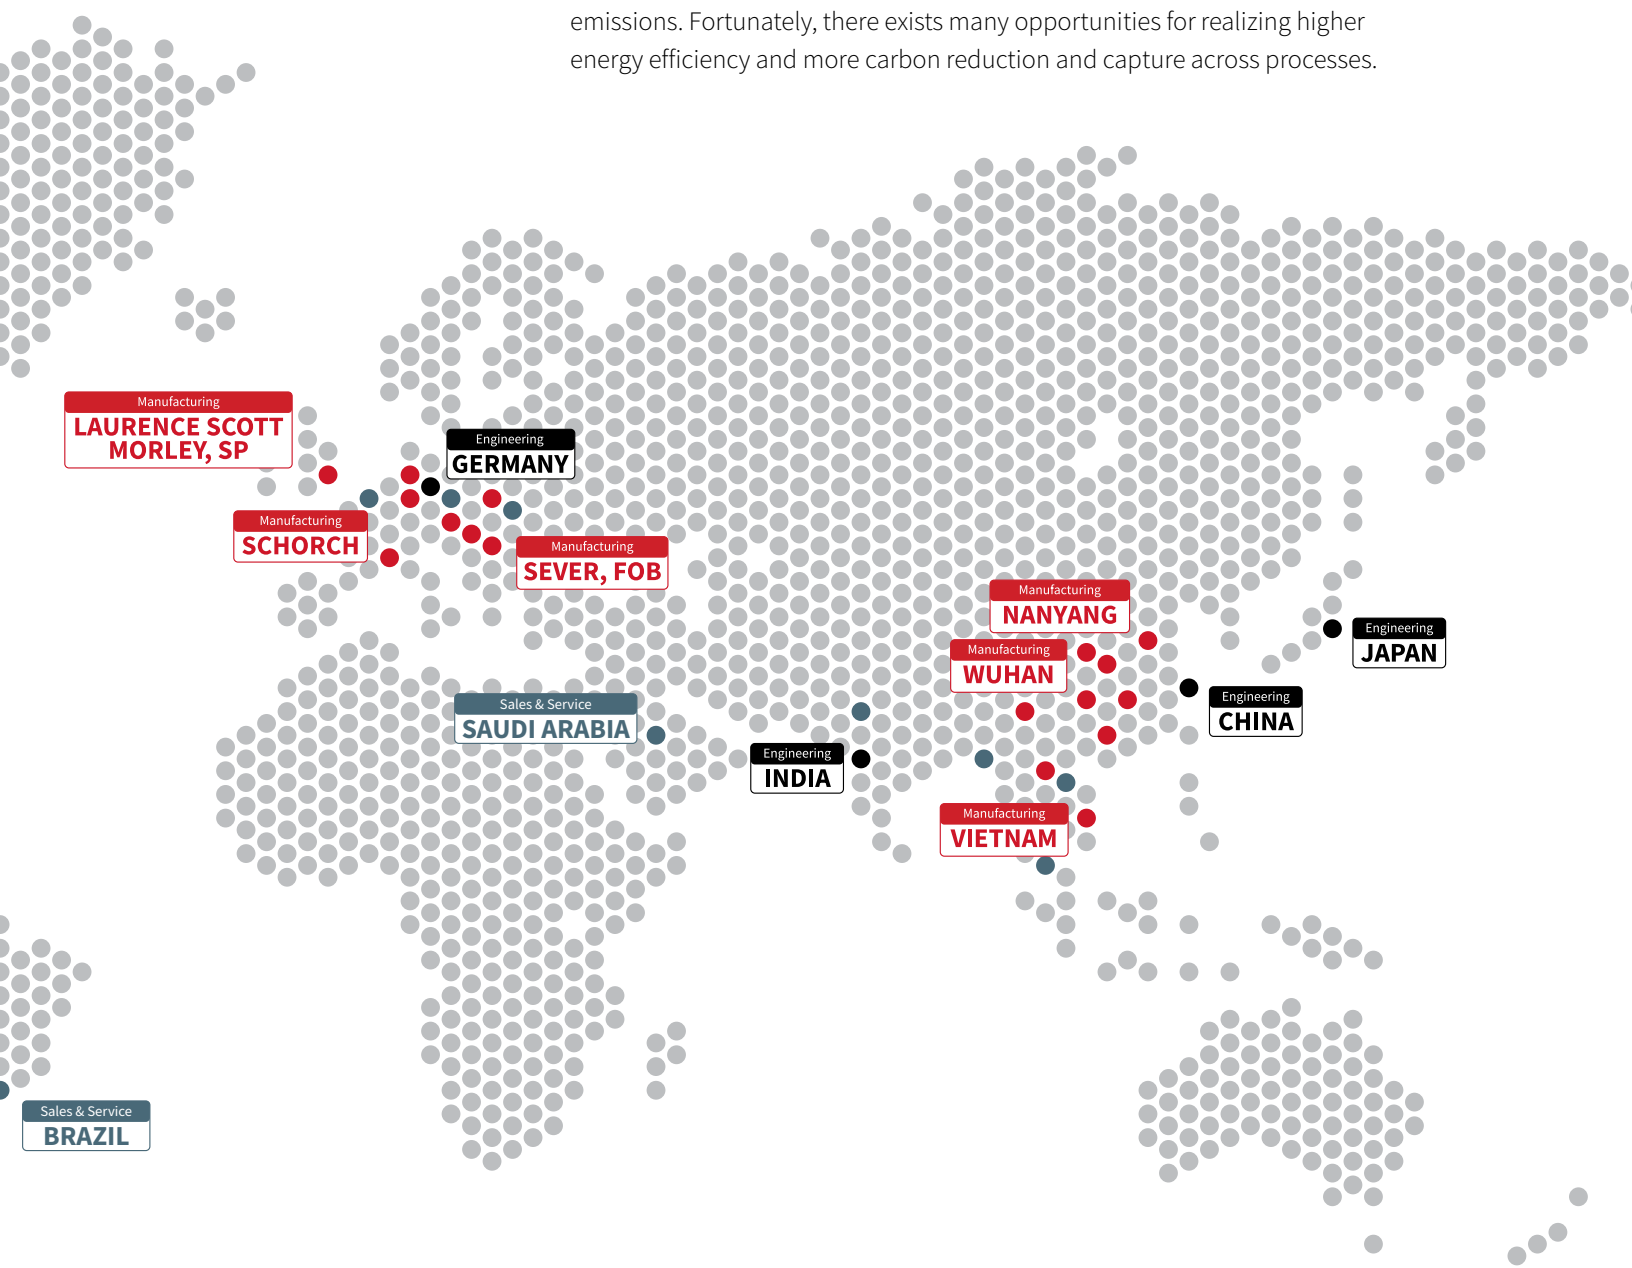 emissions. Fortunately, there exists many opportunities for realizing higher
energy efficiency and more carbon reduction and capture across processes.
Manufacturing
LAURENCE SCOTT
MORLEY, SP
Engineering
GERMANY
Manufacturing
SCHORCH
Manufacturing
SEVER, FOB
Manufacturing
NANYANG
Engineering
JAPAN
Manufacturing
WUHAN
Engineering
CHINA
Sales & Service
SAUDI ARABIA
Engineering
INDIA
Manufacturing
VIETNAM
Sales & Service
BRAZIL